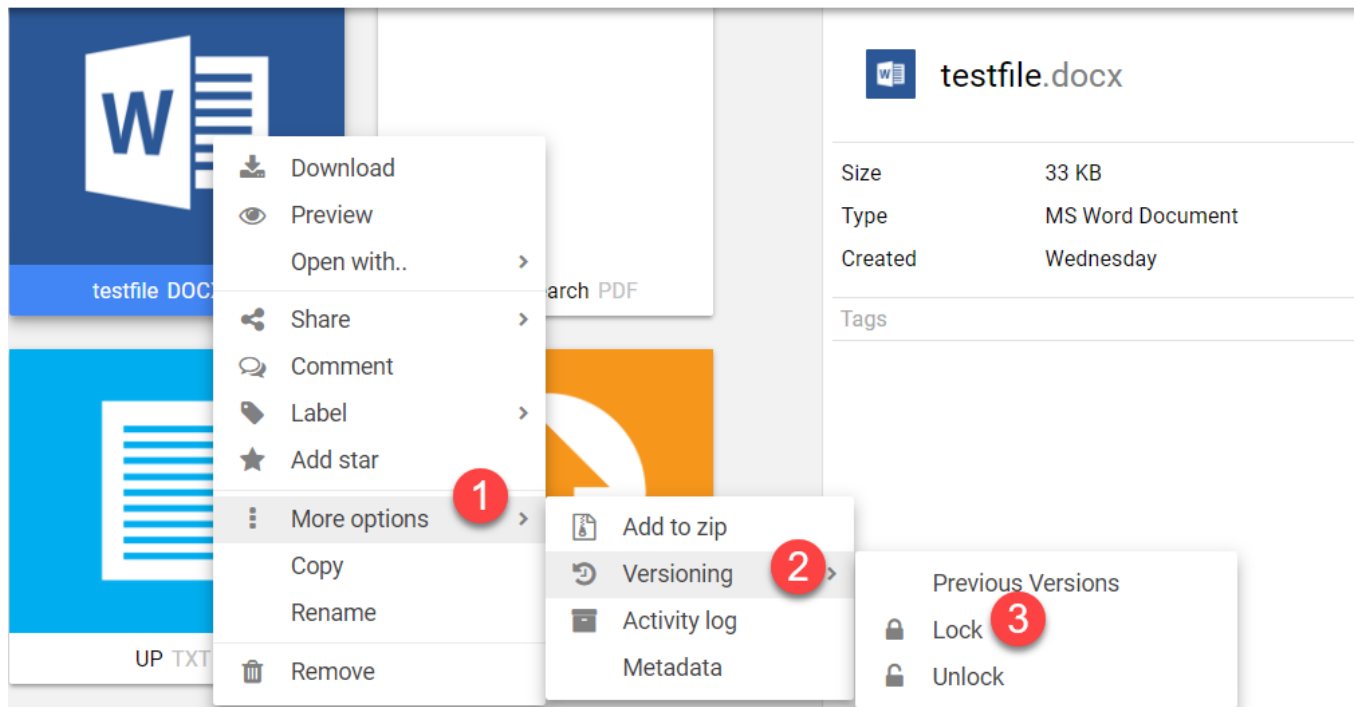 W
testfile DOC
arch PDF
UP TXT
Download
Preview
Open with..
Share
Comment
Label
Add star
More options
1
Copy
Rename
Remove
Add to zip
Versioning
2
Activity log
Metadata
Previous Versions
Lock
3
Unlock
W
testfile.docx
Size 33 KB
Type MS Word Document
Created Wednesday
Tags